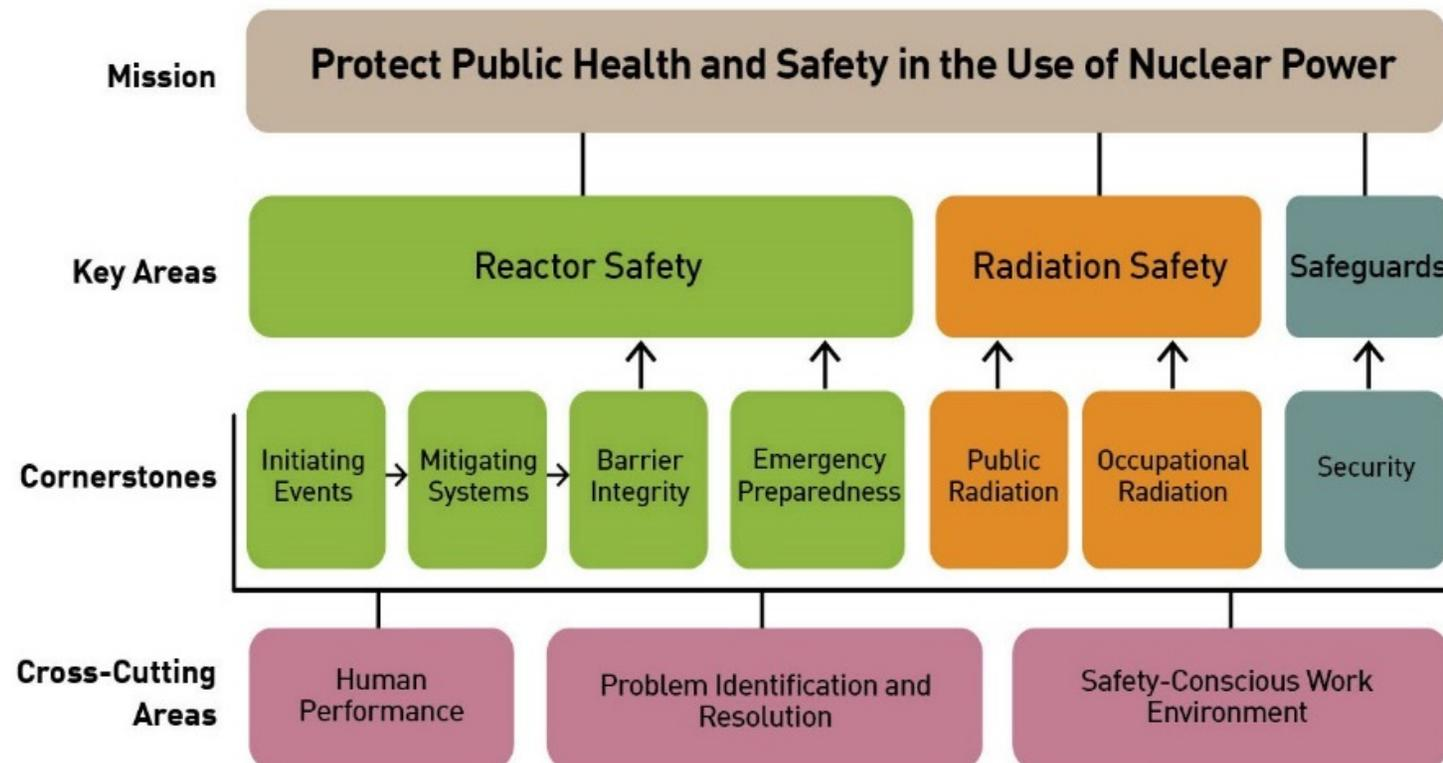 Mission
Protect Public Health and Safety in the Use of Nuclear Power
Key Areas
Reactor Safety
Radiation Safety
Safeguards
Cornerstones
Initiating
Events
Mitigating
Systems
Barrier
Integrity
Emergency
Preparedness
Public
Radiation
Occupational
Radiation
Security
Cross-Cutting
Areas
Human
Performance
Problem Identification and
Resolution
Safety-Conscious Work
Environment